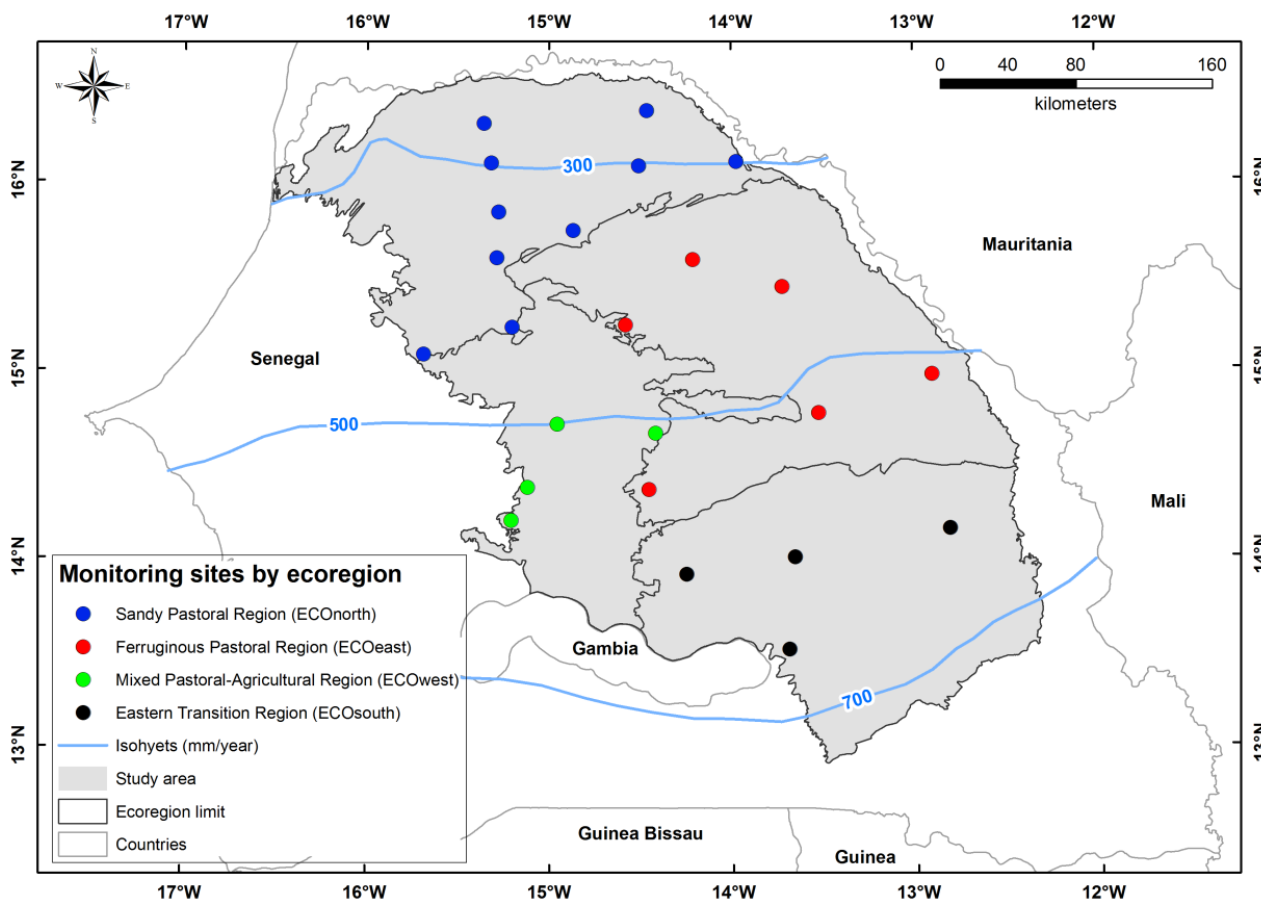 17°W 16°W 15°W 14°W 13°W 12°W
N
W E
S
0 40 80 160
kilometers
16°N 16°N
300
Mauritania
Senegal
15°N 15°N
500
Mali
14°N 14°N
Monitoring sites by ecoregion
Sandy Pastoral Region (ECOnorth)
Ferruginous Pastoral Region (ECOeast)
Gambia
Mixed Pastoral-Agricultural Region (ECOwest)
Eastern Transition Region (ECOsouth)
700
Isohyets (mm/year)
13°N 13°N
Study area
Ecoregion limit
Countries
Guinea Bissau
Guinea
17°W 16°W 15°W 14°W 13°W 12°W